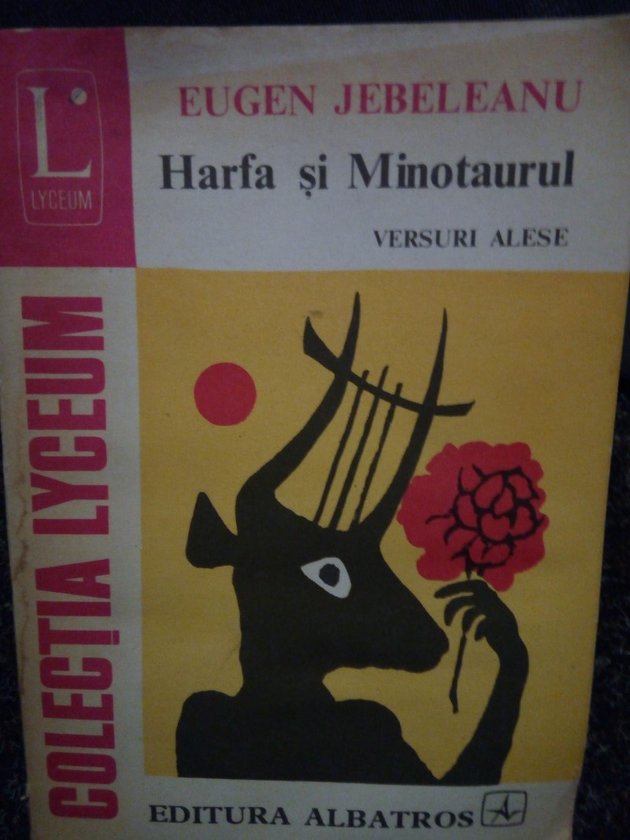 L
LYCEUM
EUGEN JEBELEANU
Harfa și Minotaurul
VERSURI ALESE
COLECȚIA LYCEUM
EDITURA ALBATROS